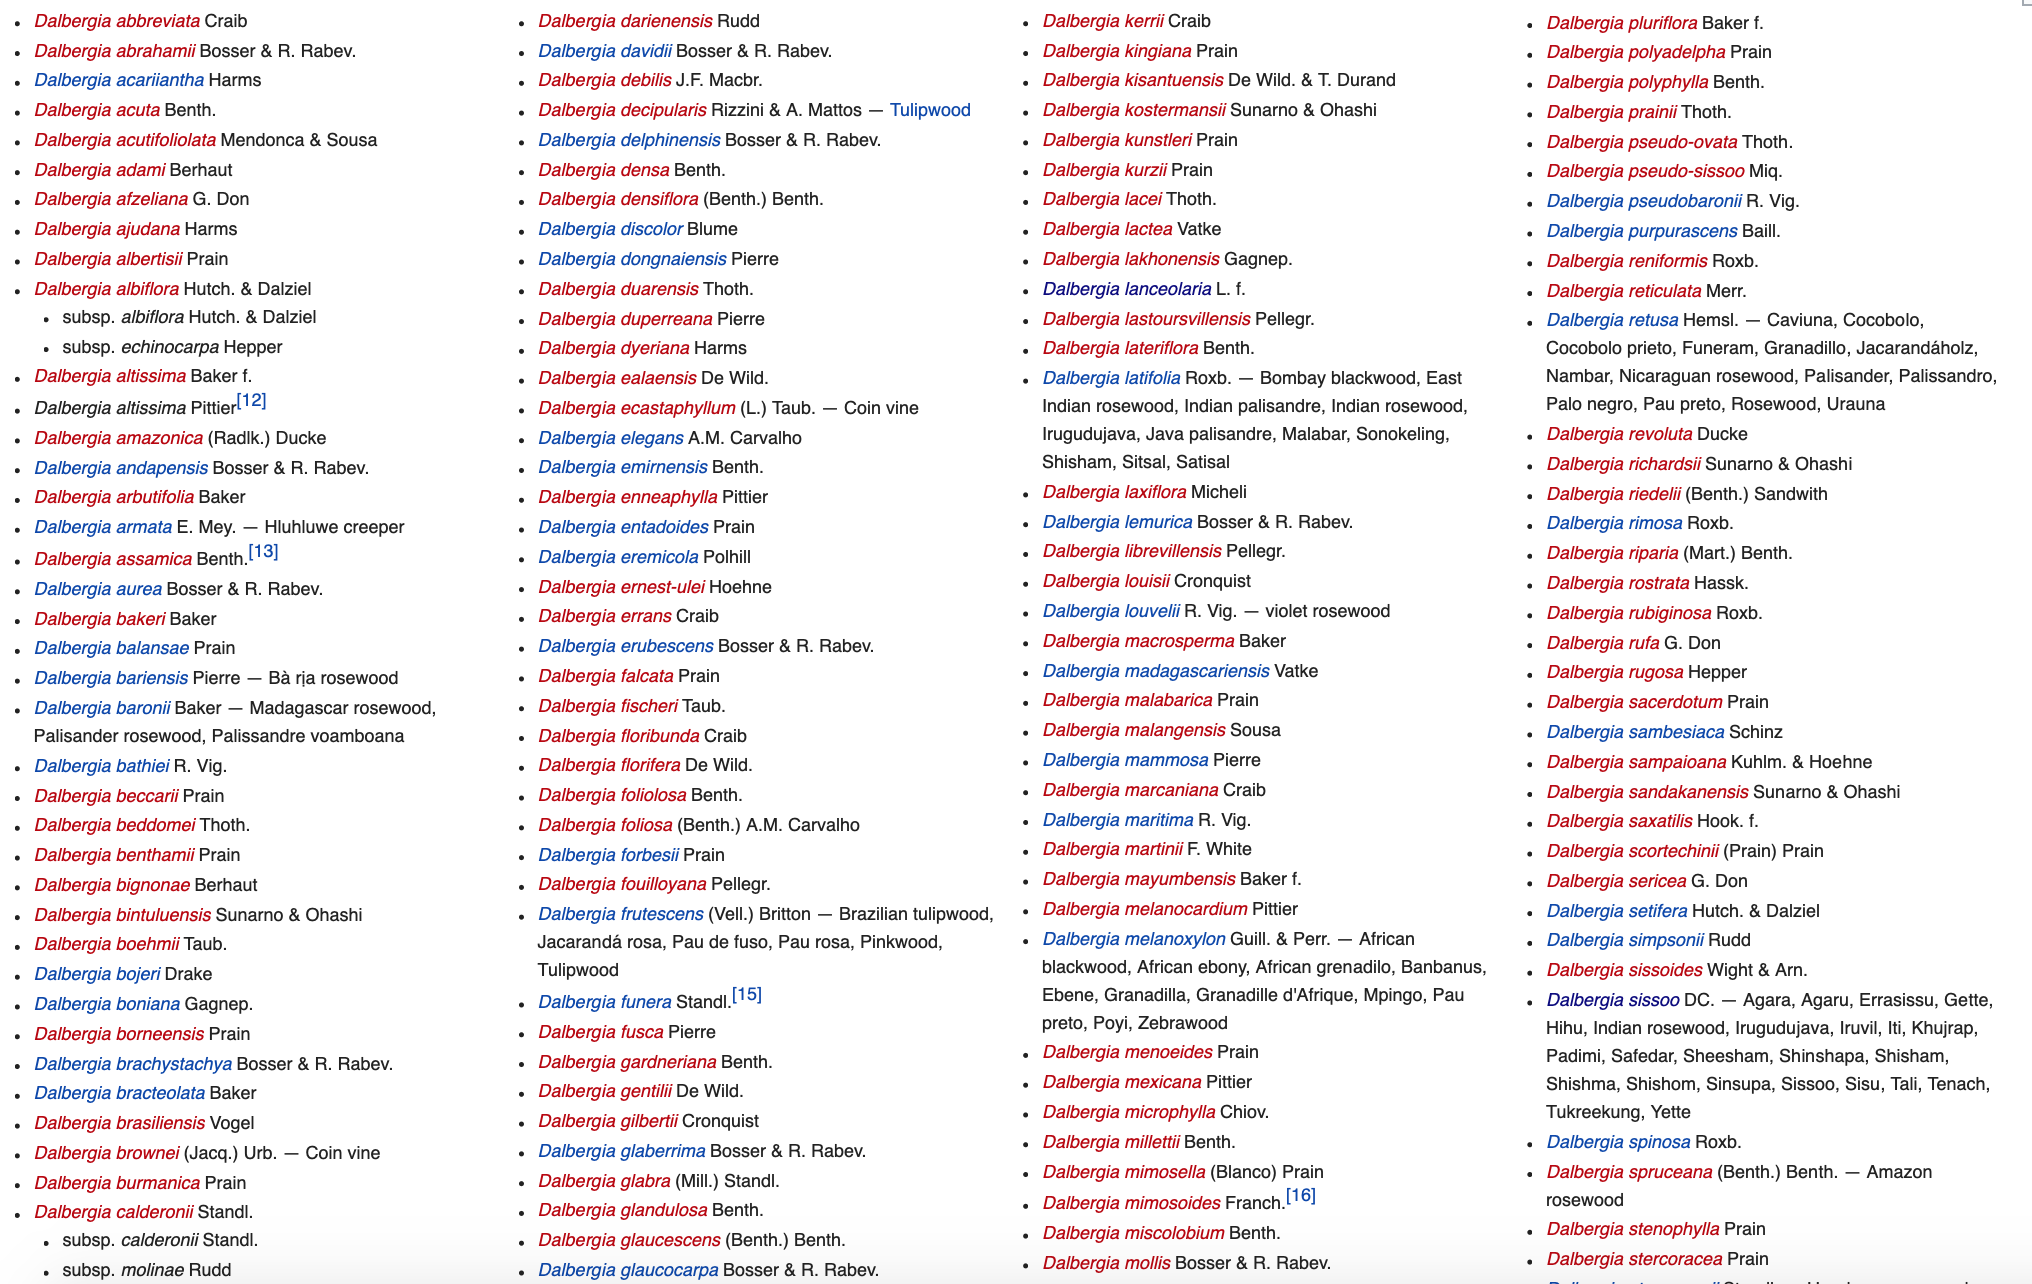 Dalbergia abbreviata Craib
Dalbergia abrahamii Bosser & R. Rabev.
Dalbergia acariiantha Harms
Dalbergia acuta Benth.
Dalbergia acutifoliolata Mendonca & Sousa
Dalbergia adami Berhaut
Dalbergia afzeliana G. Don
Dalbergia ajudana Harms
Dalbergia albertisii Prain
Dalbergia albiflora Hutch. & Dalziel
subsp. albiflora Hutch. & Dalziel
subsp. echinocarpa Hepper
Dalbergia altissima Baker f.
Dalbergia altissima Pittier[12]
Dalbergia amazonica (Radlk.) Ducke
Dalbergia andapensis Bosser & R. Rabev.
Dalbergia arbutifolia Baker
Dalbergia armata E. Mey. — Hluhluwe creeper
Dalbergia assamica Benth.[13]
Dalbergia aurea Bosser & R. Rabev.
Dalbergia bakeri Baker
Dalbergia balansae Prain
Dalbergia bariensis Pierre — Bà rịa rosewood
Dalbergia baronii Baker — Madagascar rosewood,
Palisander rosewood, Palissandre voamboana
Dalbergia bathiei R. Vig.
Dalbergia beccarii Prain
Dalbergia beddomei Thoth.
Dalbergia benthamii Prain
Dalbergia bignonae Berhaut
Dalbergia bintuluensis Sunarno & Ohashi
Dalbergia boehmii Taub.
Dalbergia bojeri Drake
Dalbergia boniana Gagnep.
Dalbergia borneensis Prain
Dalbergia brachystachya Bosser & R. Rabev.
Dalbergia bracteolata Baker
Dalbergia brasiliensis Vogel
Dalbergia brownei (Jacq.) Urb. — Coin vine
Dalbergia burmanica Prain
Dalbergia calderonii Standl.
subsp. calderonii Standl.
subsp. molinae Rudd
Dalbergia darienensis Rudd
Dalbergia davidii Bosser & R. Rabev.
Dalbergia debilis J.F. Macbr.
Dalbergia decipularis Rizzini & A. Mattos — Tulipwood
Dalbergia delphinensis Bosser & R. Rabev.
Dalbergia densa Benth.
Dalbergia densiflora (Benth.) Benth.
Dalbergia discolor Blume
Dalbergia dongnaiensis Pierre
Dalbergia duarensis Thoth.
Dalbergia duperreana Pierre
Dalbergia dyeriana Harms
Dalbergia ealaensis De Wild.
Dalbergia ecastaphyllum (L.) Taub. — Coin vine
Dalbergia elegans A.M. Carvalho
Dalbergia emirnensis Benth.
Dalbergia enneaphylla Pittier
Dalbergia entadoides Prain
Dalbergia eremicola Polhill
Dalbergia ernest-ulei Hoehne
Dalbergia errans Craib
Dalbergia erubescens Bosser & R. Rabev.
Dalbergia falcata Prain
Dalbergia fischeri Taub.
Dalbergia floribunda Craib
Dalbergia florifera De Wild.
Dalbergia foliolosa Benth.
Dalbergia foliosa (Benth.) A.M. Carvalho
Dalbergia forbesii Prain
Dalbergia fouilloyana Pellegr.
Dalbergia frutescens (Vell.) Britton — Brazilian tulipwood,
Jacarandá rosa, Pau de fuso, Pau rosa, Pinkwood,
Tulipwood
Dalbergia funera Standl.[15]
Dalbergia fusca Pierre
Dalbergia gardneriana Benth.
Dalbergia gentilii De Wild.
Dalbergia gilbertii Cronquist
Dalbergia glaberrima Bosser & R. Rabev.
Dalbergia glabra (Mill.) Standl.
Dalbergia glandulosa Benth.
Dalbergia glaucescens (Benth.) Benth.
Dalbergia glaucocarpa Bosser & R. Rabev.
Dalbergia kerrii Craib
Dalbergia kingiana Prain
Dalbergia kisantuensis De Wild. & T. Durand
Dalbergia kostermansii Sunarno & Ohashi
Dalbergia kunstleri Prain
Dalbergia kurzii Prain
Dalbergia lacei Thoth.
Dalbergia lactea Vatke
Dalbergia lakhonensis Gagnep.
Dalbergia lanceolaria L. f.
Dalbergia lastoursvillensis Pellegr.
Dalbergia lateriflora Benth.
Dalbergia latifolia Roxb. — Bombay blackwood, East
Indian rosewood, Indian palisandre, Indian rosewood,
Irugudujava, Java palisandre, Malabar, Sonokeling,
Shisham, Sitsal, Satisal
Dalbergia laxiflora Micheli
Dalbergia lemurica Bosser & R. Rabev.
Dalbergia librevillensis Pellegr.
Dalbergia louisii Cronquist
Dalbergia louvelii R. Vig. — violet rosewood
Dalbergia macrosperma Baker
Dalbergia madagascariensis Vatke
Dalbergia malabarica Prain
Dalbergia malangensis Sousa
Dalbergia mammosa Pierre
Dalbergia marcaniana Craib
Dalbergia maritima R. Vig.
Dalbergia martinii F. White
Dalbergia mayumbensis Baker f.
Dalbergia melanocardium Pittier
Dalbergia melanoxylon Guill. & Perr. — African
blackwood, African ebony, African grenadilo, Banbanus,
Ebene, Granadilla, Granadille d'Afrique, Mpingo, Pau
preto, Poyi, Zebrawood
Dalbergia menoeides Prain
Dalbergia mexicana Pittier
Dalbergia microphylla Chiov.
Dalbergia millettii Benth.
Dalbergia mimosella (Blanco) Prain
Dalbergia mimosoides Franch.[16]
Dalbergia miscolobium Benth.
Dalbergia mollis Bosser & R. Rabev.
Dalbergia pluriflora Baker f.
Dalbergia polyadelpha Prain
Dalbergia polyphylla Benth.
Dalbergia prainii Thoth.
Dalbergia pseudo-ovata Thoth.
Dalbergia pseudo-sissoo Miq.
Dalbergia pseudobaronii R. Vig.
Dalbergia purpurascens Baill.
Dalbergia reniformis Roxb.
Dalbergia reticulata Merr.
Dalbergia retusa Hemsl. — Caviuna, Cocobolo,
Cocobolo prieto, Funeram, Granadillo, Jacarandáholz,
Nambar, Nicaraguan rosewood, Palisander, Palissandro,
Palo negro, Pau preto, Rosewood, Urauna
Dalbergia revoluta Ducke
Dalbergia richardsii Sunarno & Ohashi
Dalbergia riedelii (Benth.) Sandwith
Dalbergia rimosa Roxb.
Dalbergia riparia (Mart.) Benth.
Dalbergia rostrata Hassk.
Dalbergia rubiginosa Roxb.
Dalbergia rufa G. Don
Dalbergia rugosa Hepper
Dalbergia sacerdotum Prain
Dalbergia sambesiaca Schinz
Dalbergia sampaioana Kuhlm. & Hoehne
Dalbergia sandakanensis Sunarno & Ohashi
Dalbergia saxatilis Hook. f.
Dalbergia scortechinii (Prain) Prain
Dalbergia sericea G. Don
Dalbergia setifera Hutch. & Dalziel
Dalbergia simpsonii Rudd
Dalbergia sissoides Wight & Arn.
Dalbergia sissoo DC. — Agara, Agaru, Errasissu, Gette,
Hihu, Indian rosewood, Irugudujava, Iruvil, Iti, Khujrap,
Padimi, Safedar, Sheesham, Shinshapa, Shisham,
Shishma, Shishom, Sinsupa, Sissoo, Sisu, Tali, Tenach,
Tukreekung, Yette
Dalbergia spinosa Roxb.
Dalbergia spruceana (Benth.) Benth. — Amazon
rosewood
Dalbergia stenophylla Prain
Dalbergia stercoracea Prain